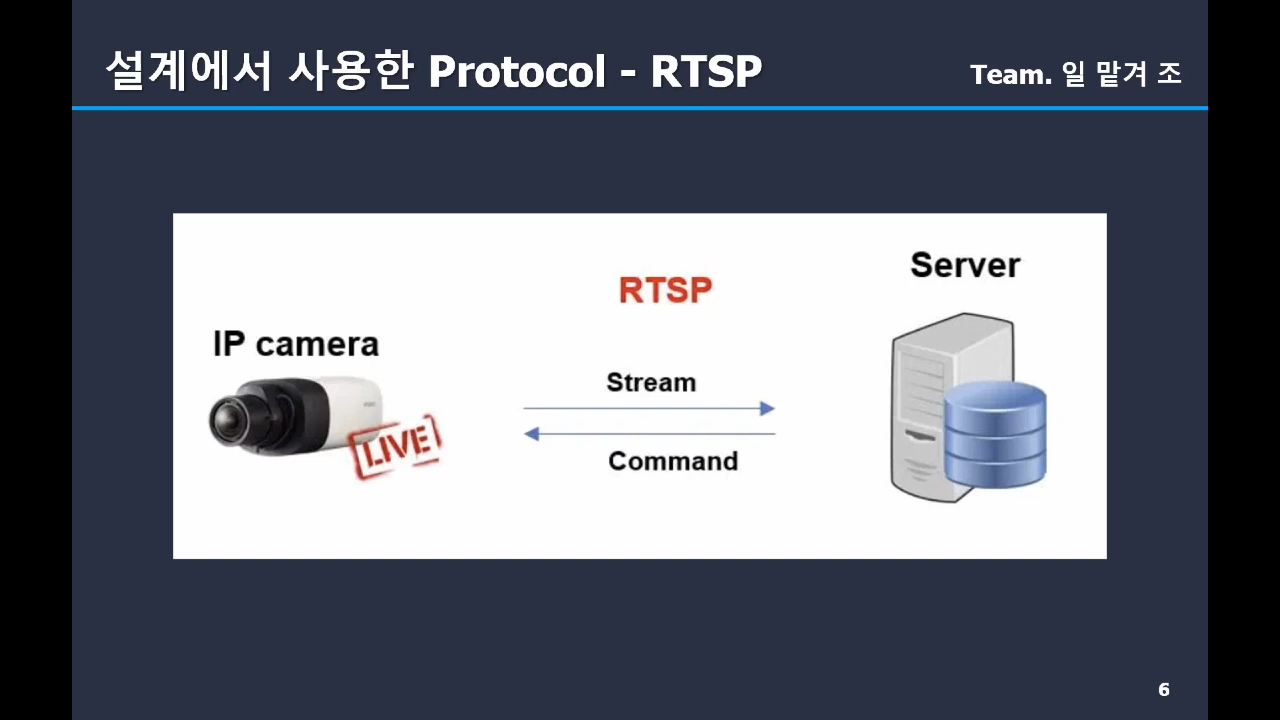 설계에서 사용한 Protocol - RTSP
Team. 일 맡겨 조
RTSP
Server
IP camera
LIVE
Stream
Command
6